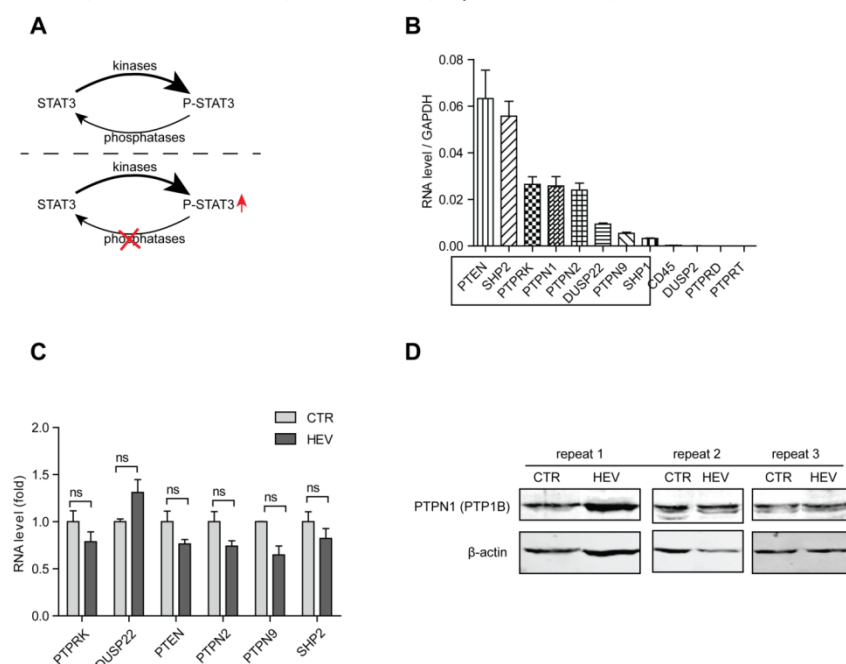 A
kinases
STAT3 P-STAT3
phosphatases
kinases
STAT3 P-STAT3
phosphatases
B
RNA level / GAPDH
0.08
0.06
0.04
0.02
0.00
PTEN
SHP2
PTPRK
PTPN1
PTPN2
DUSP22
PTPN9
SHP1
CD45
DUSP2
PTPRD
PTPRT
C
CTR
HEV
RNA level (fold)
2.0
1.5
1.0
0.5
0.0
ns
ns
ns
ns
ns
ns
PTPRK
DUSP22
PTEN
PTPN2
PTPN9
SHP2
D
repeat 1 repeat 2 repeat 3
CTR HEV CTR HEV CTR HEV
PTPN1 (PTP1B)
β-actin